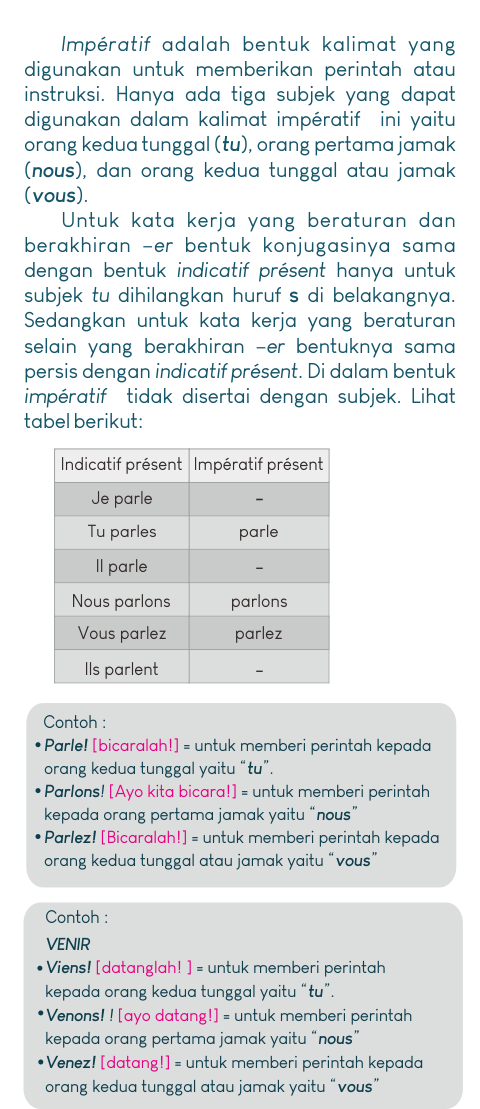 Impératif adalah bentuk kalimat yang
digunakan untuk memberikan perintah atau
instruksi. Hanya ada tiga subjek yang dapat
digunakan dalam kalimat impératif ini yaitu
orang kedua tunggal (tu), orang pertama jamak
(nous), dan orang kedua tunggal atau jamak
(vous).
Untuk kata kerja yang beraturan dan
berakhiran –er bentuk konjugasinya sama
dengan bentuk indicatif présent hanya untuk
subjek tu dihilangkan huruf s di belakangnya.
Sedangkan untuk kata kerja yang beraturan
selain yang berakhiran –er bentuknya sama
persis dengan indicatif présent. Di dalam bentuk
impératif tidak disertai dengan subjek. Lihat
tabel berikut:
Indicatif présent Impératif présent
Je parle –
Tu parles parle
Il parle –
Nous parlons parlons
Vous parlez parlez
Ils parlent –
Contoh :
• Parle! [bicaralah!] = untuk memberi perintah kepada
orang kedua tunggal yaitu “tu”.
• Parlons! [Ayo kita bicara!] = untuk memberi perintah
kepada orang pertama jamak yaitu “nous”
• Parlez! [Bicaralah!] = untuk memberi perintah kepada
orang kedua tunggal atau jamak yaitu “vous”
Contoh :
VENIR
• Viens! [datanglah! ] = untuk memberi perintah
kepada orang kedua tunggal yaitu “tu”.
• Venons! ! [ayo datang!] = untuk memberi perintah
kepada orang pertama jamak yaitu “nous”
• Venez! [datang!] = untuk memberi perintah kepada
orang kedua tunggal atau jamak yaitu “vous”